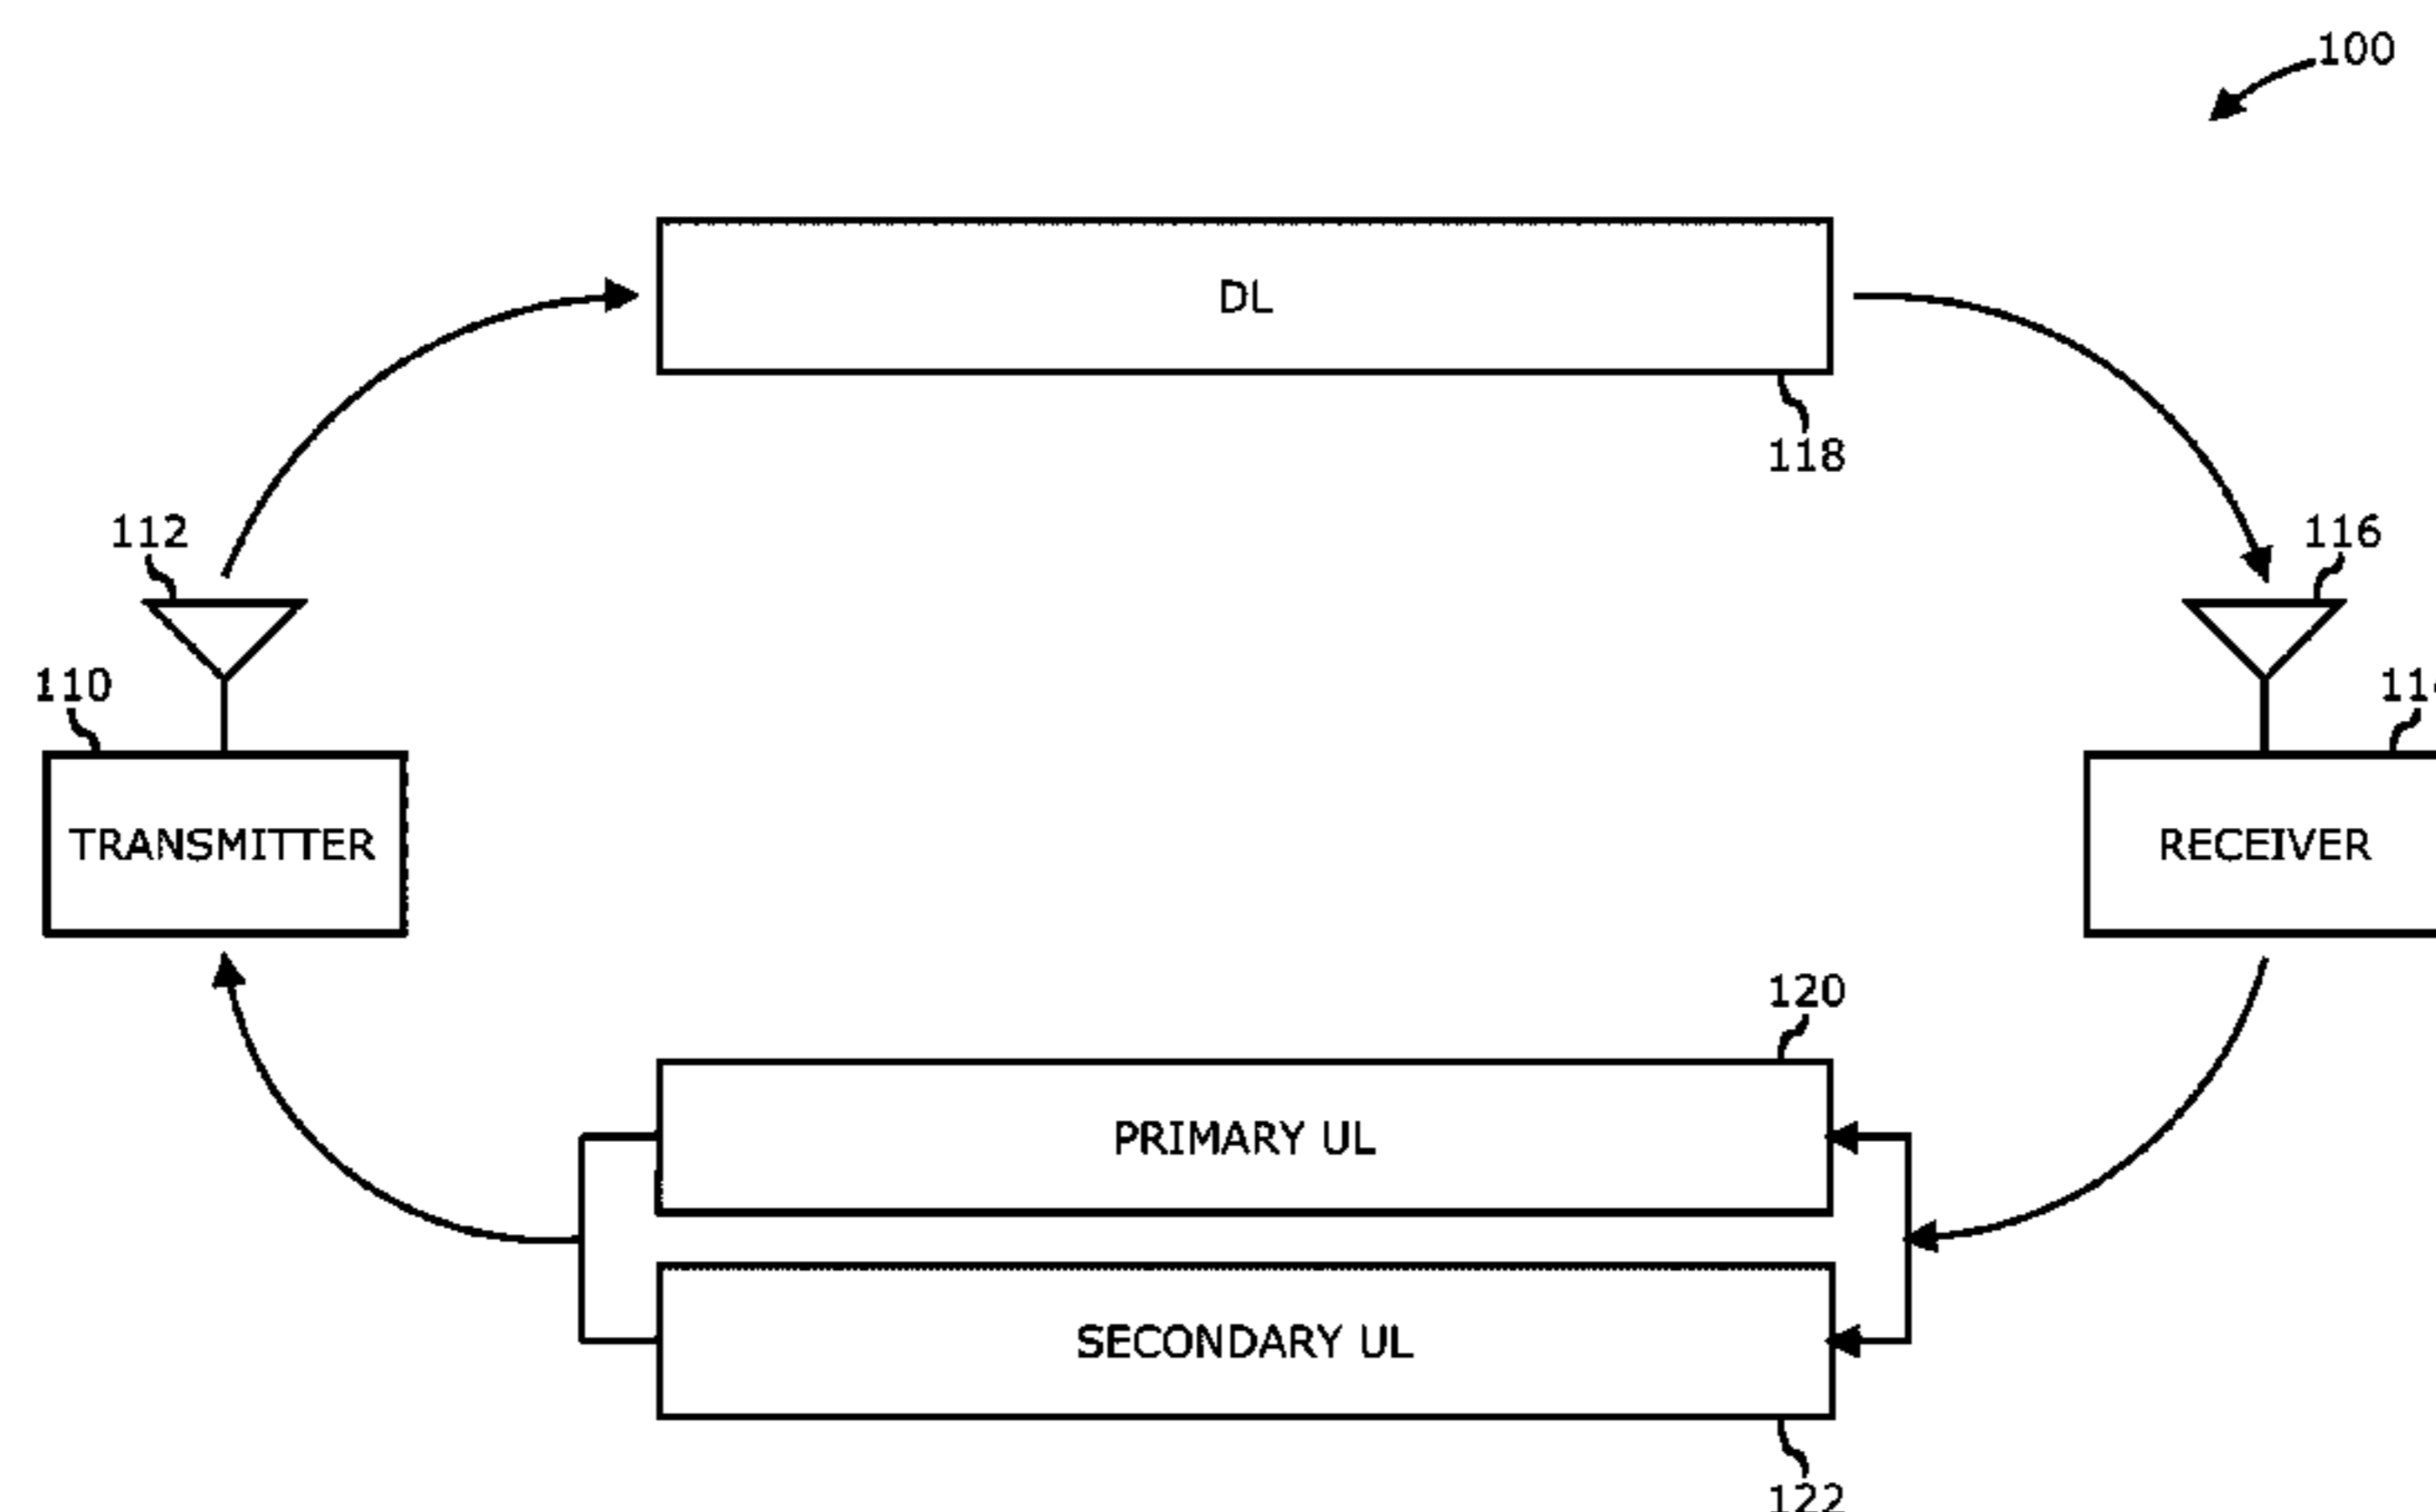 100
DL
118
112
116
110
TRANSMITTER
RECEIVER
120
PRIMARY UL
SECONDARY UL
122